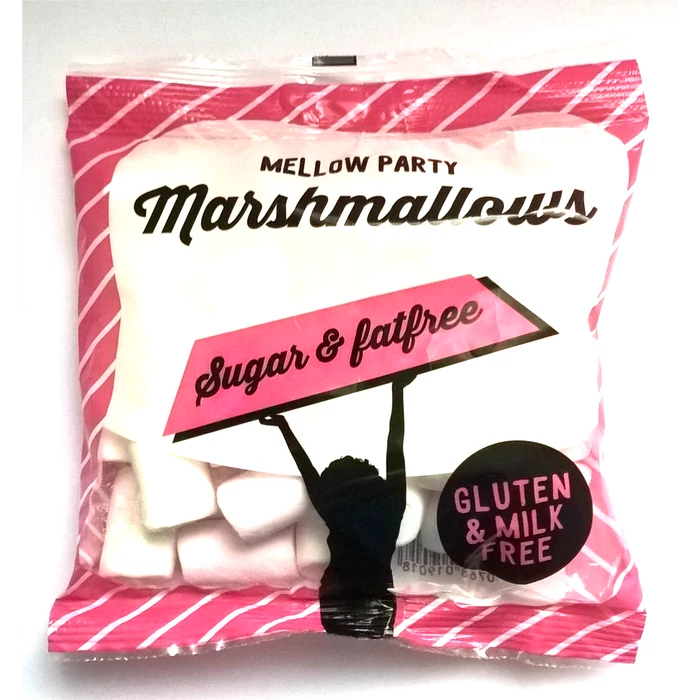 MELLOW PARTY
Marshmallows
Sugar & fatfree
GLUTEN
& MILK
FREE